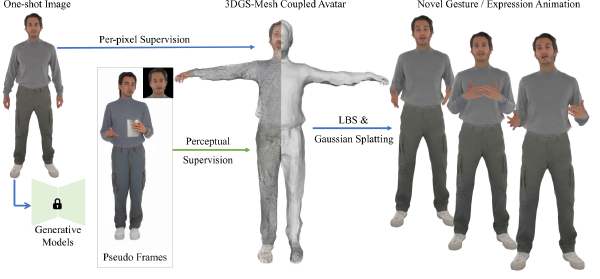 One-shot Image
3DGS-Mesh Coupled Avatar
Novel Gesture / Expression Animation
Per-pixel Supervision
Perceptual
Supervision
LBS &
Gaussian Splatting
Generative
Models
Pseudo Frames